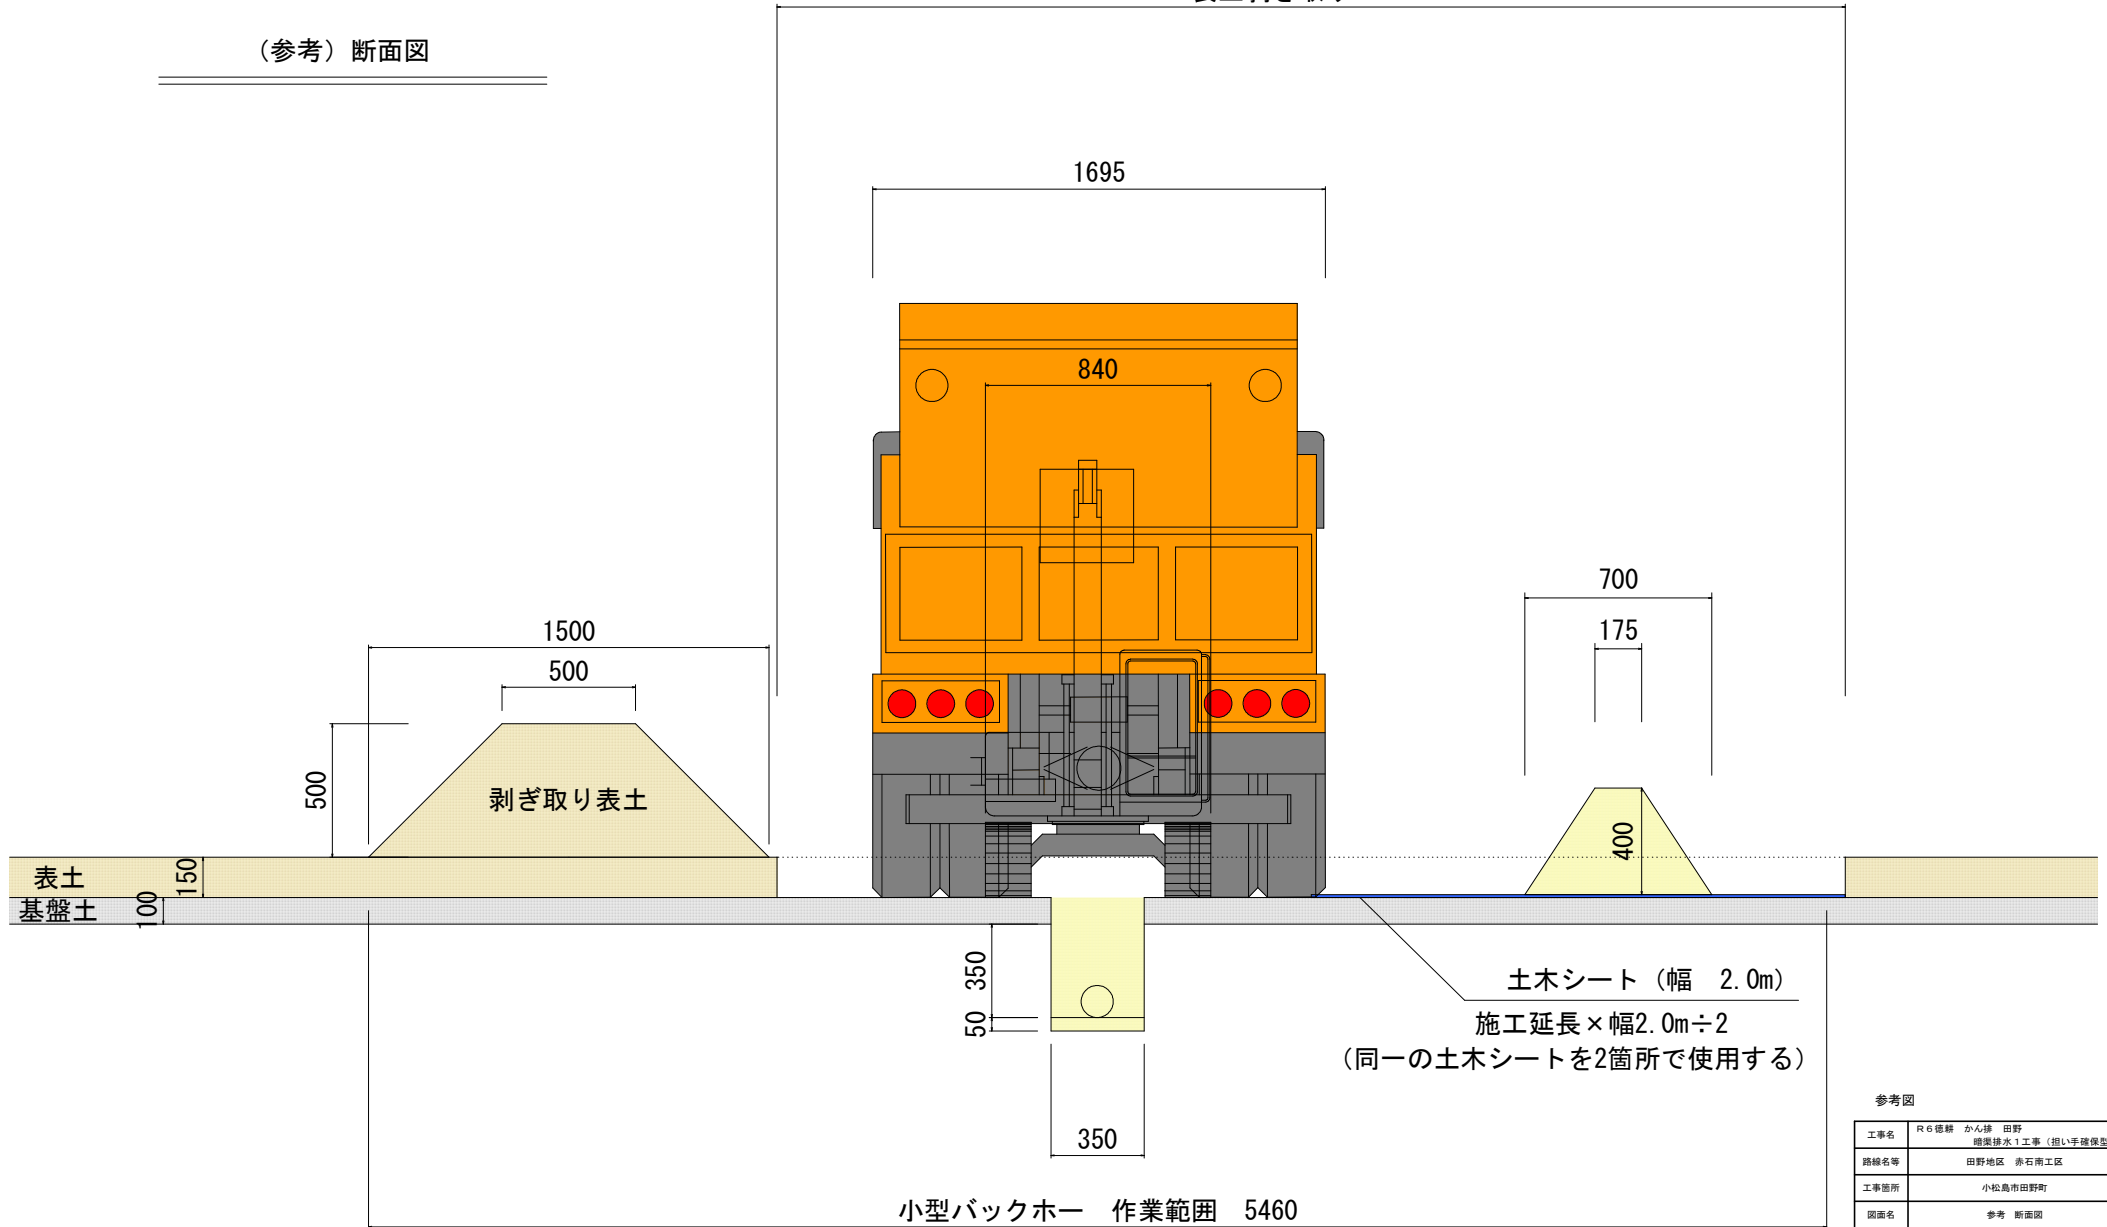 （参考）断面図
1695
840
700
175
1500
500
500
剥ぎ取り表土
400
表土
150
基盤土
100
350
50
土木シート（幅　2.0m）
施工延長×幅2.0m÷2
（同一の土木シートを2箇所で使用する）
350
小型バックホー　作業範囲　5460
参考図
工事名 R6徳耕　かん排　田野
暗渠排水1工事（担い手確保型
路線名等 田野地区　赤石南工区
工事箇所 小松島市田野町
図面名 参考　断面図